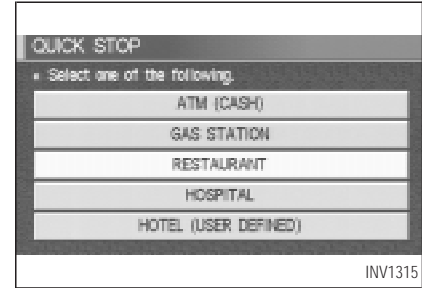 QUICK STOP
• Select one of the following.
ATM (CASH)
GAS STATION
RESTAURANT
HOSPITAL
HOTEL (USER DEFINED)
INV1315